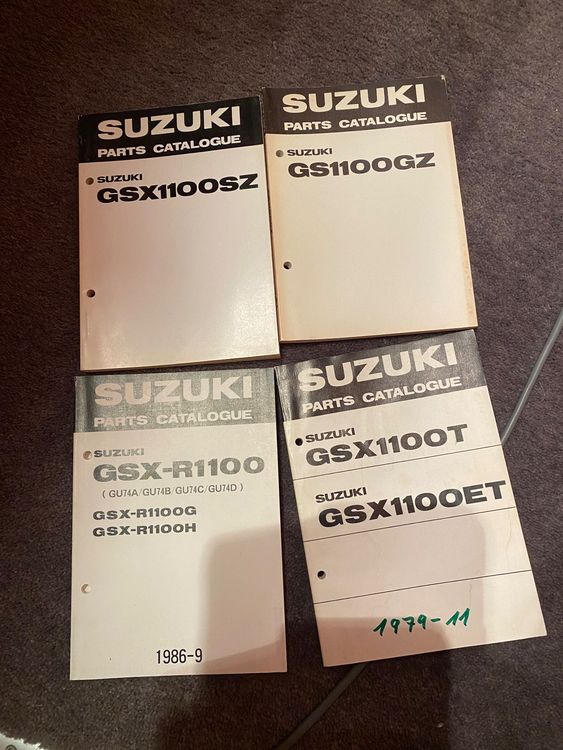 SUZUKI
PARTS CATALOGUE
SUZUKI
GSX1100SZ
SUZUKI
PARTS CATALOGUE
SUZUKI
GS1100GZ
SUZUKI
PARTS CATALOGUE
SUZUKI
GSX-R1100
( GU74A/GU74B/GU74C/GU74D )
GSX-R1100G
GSX-R1100H
1986-9
SUZUKI
PARTS CATALOGUE
SUZUKI
GSX1100T
SUZUKI
GSX1100ET
1979-11